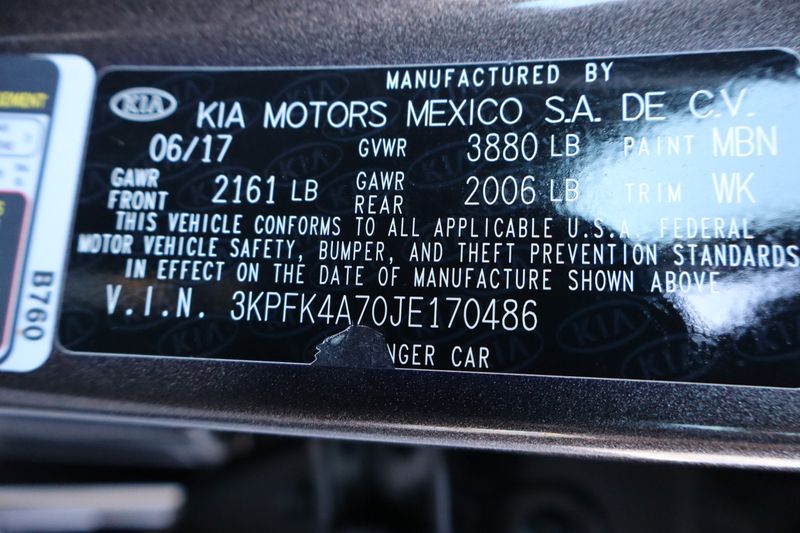 MANUFACTURED BY
KIA KIA MOTORS MEXICO S.A. DE C.V.
06/17 GVWR 3880 LB PAINT MBN
GAWR FRONT 2161 LB GAWR REAR 2006 LB TRIM WK
THIS VEHICLE CONFORMS TO ALL APPLICABLE U.S.A. FEDERAL
MOTOR VEHICLE SAFETY, BUMPER, AND THEFT PREVENTION STANDARDS
IN EFFECT ON THE DATE OF MANUFACTURE SHOWN ABOVE
V.I.N. 3KPFK4A70JE170486
NGER CAR
B760